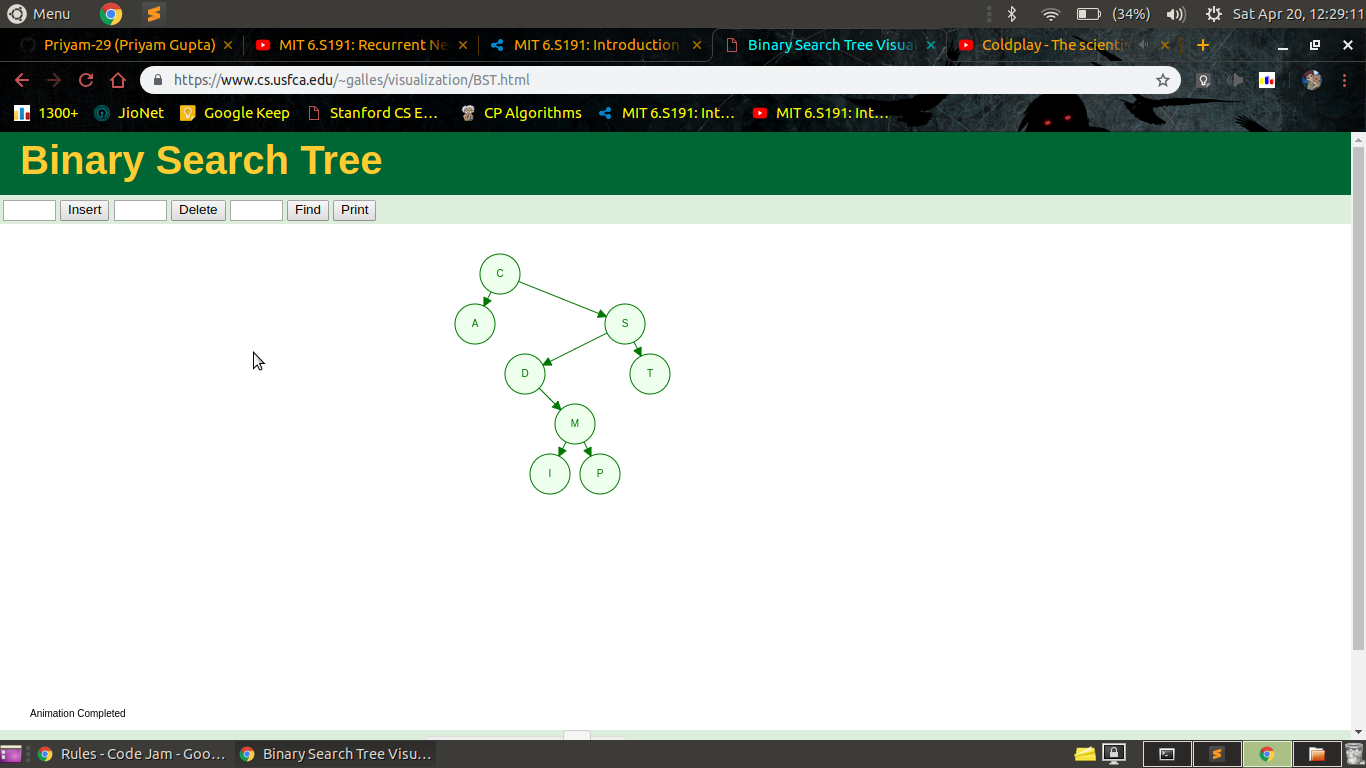 Menu (34%) Sat Apr 20, 12:29:11
Priyam-29 (Priyam Gupta) MIT 6.S191: Recurrent Ne MIT 6.S191: Introduction Binary Search Tree Visua Coldplay - The scienti
https://www.cs.usfca.edu/~galles/visualization/BST.html
1300+ JioNet Google Keep Stanford CS E... CP Algorithms MIT 6.S191: Int... MIT 6.S191: Int...
Binary Search Tree
Insert Delete Find Print
C
A S
D T
M
I P
Animation Completed
Rules - Code Jam - Goo... Binary Search Tree Visu...